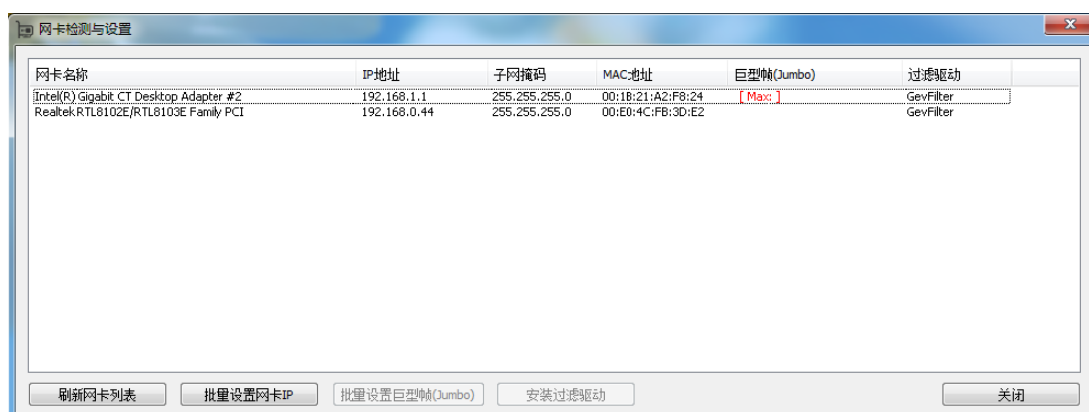 网卡检测与设置
网卡名称 IP地址 子网掩码 MAC地址 巨型帧(Jumbo) 过滤驱动
Intel(R) Gigabit CT Desktop Adapter #2 192.168.1.1 255.255.255.0 00:1B:21:A2:F8:24 [ Max: ] GevFilter
Realtek RTL8102E/RTL8103E Family PCI 192.168.0.44 255.255.255.0 00:E0:4C:FB:3D:E2 GevFilter
刷新网卡列表 批量设置网卡IP 批量设置巨型帧(Jumbo) 安装过滤驱动 关闭